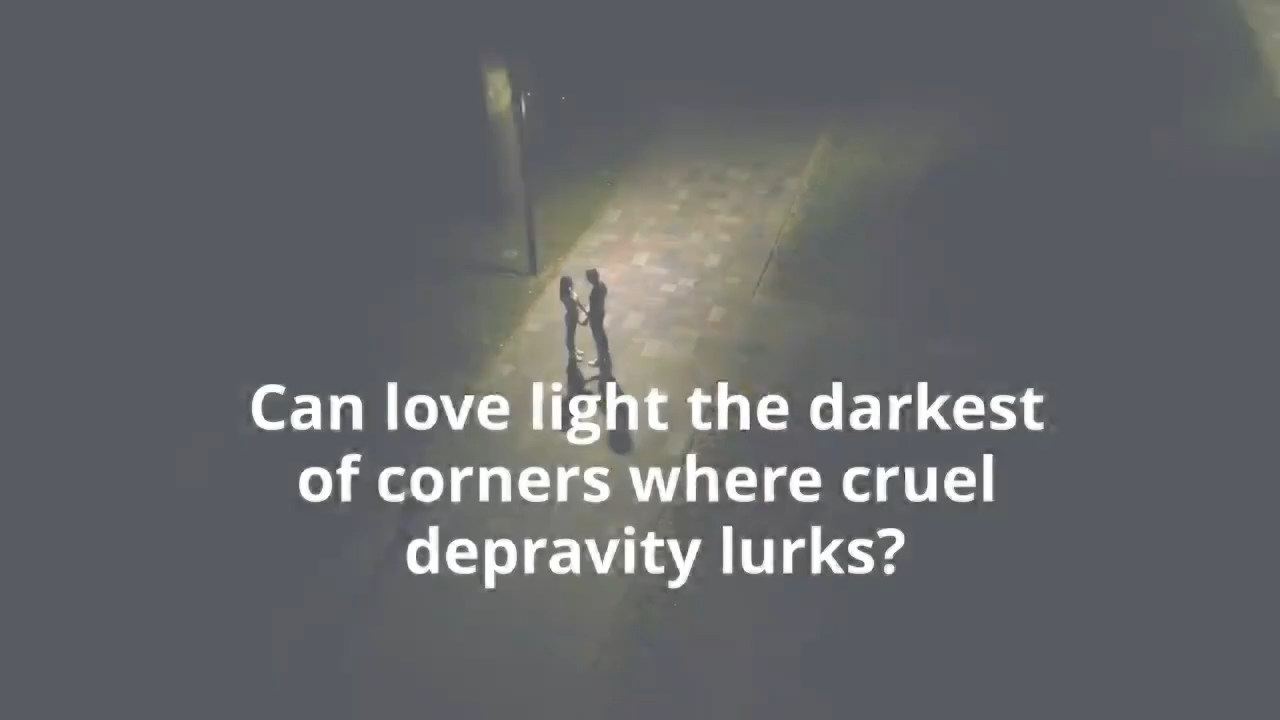 Can love light the darkest
of corners where cruel
depravity lurks?